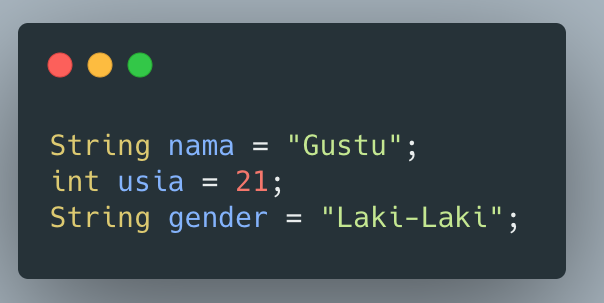 String nama = "Gustu";
int usia = 21;
String gender = "Laki-Laki";